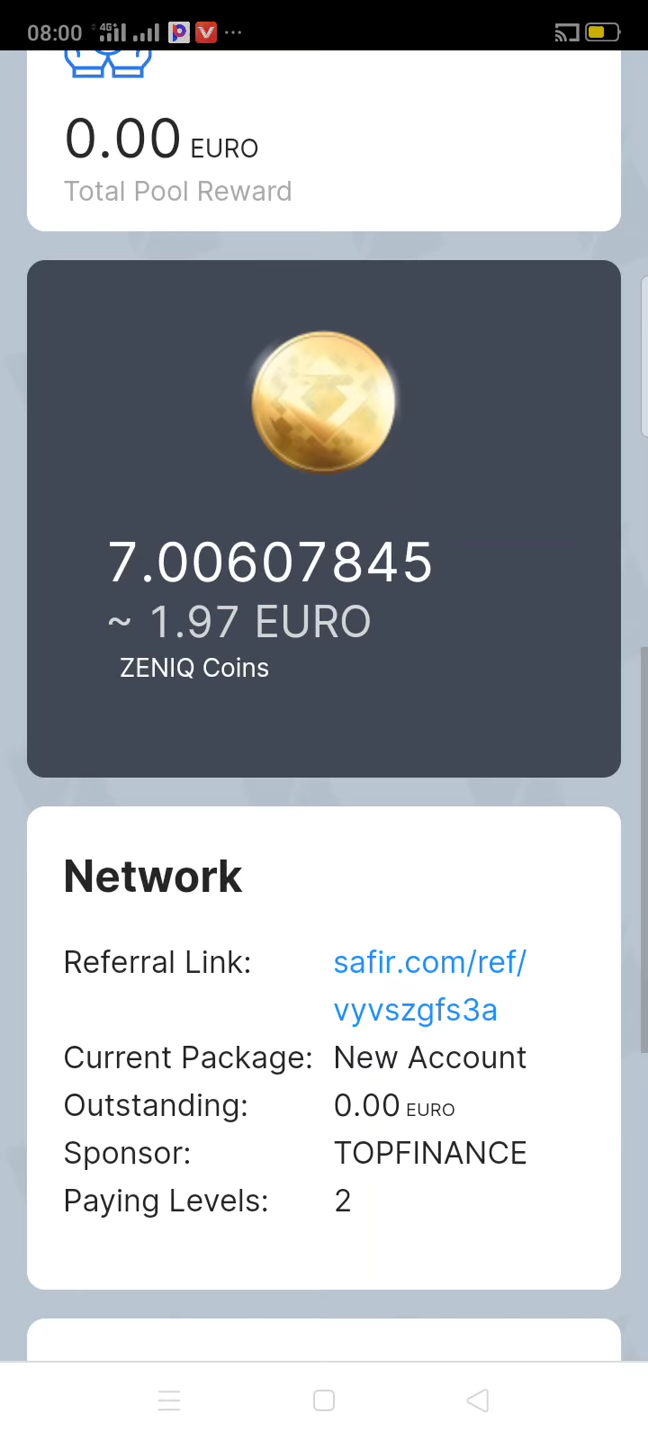 08:00 4G
0.00 EURO
Total Pool Reward
7.00607845
~ 1.97 EURO
ZENIQ Coins
Network
Referral Link: safir.com/ref/
vyvszgfs3a
Current Package: New Account
Outstanding: 0.00 EURO
Sponsor: TOPFINANCE
Paying Levels: 2